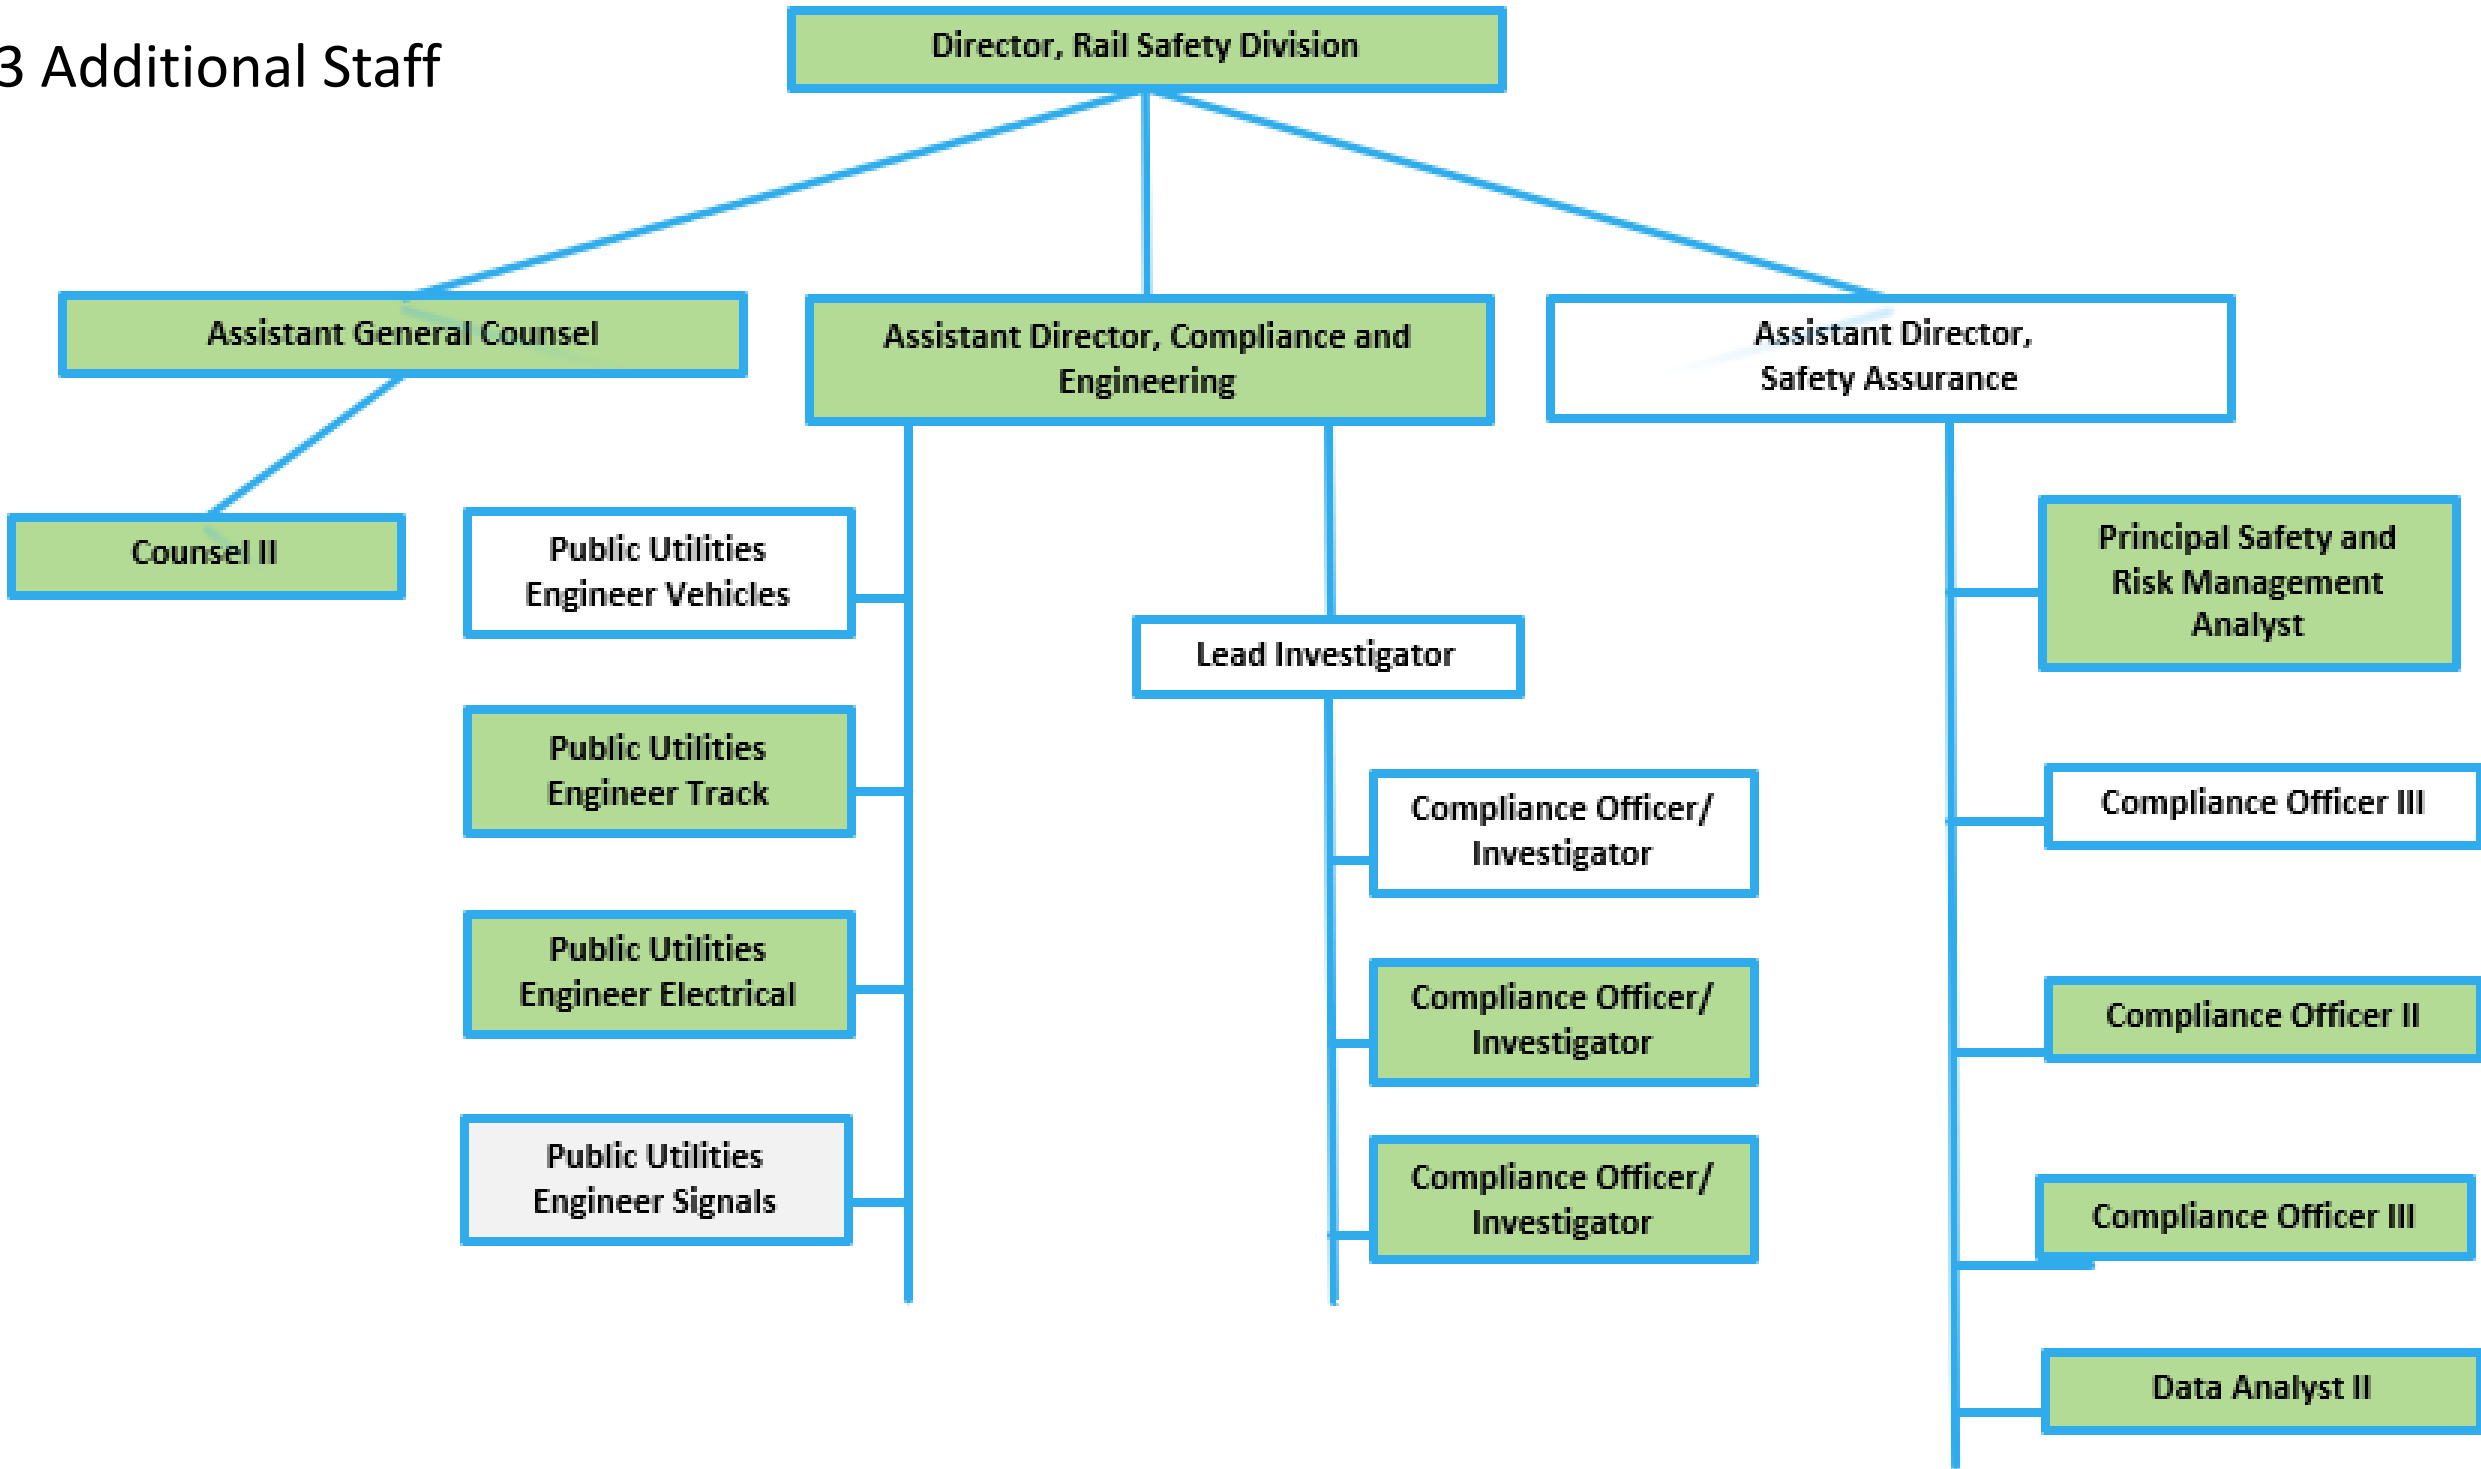 3 Additional Staff
Director, Rail Safety Division
Assistant General Counsel
Assistant Director, Compliance and
Engineering
Assistant Director,
Safety Assurance
Counsel II
Public Utilities
Engineer Vehicles
Public Utilities
Engineer Track
Public Utilities
Engineer Electrical
Public Utilities
Engineer Signals
Lead Investigator
Compliance Officer/
Investigator
Compliance Officer/
Investigator
Compliance Officer/
Investigator
Principal Safety and
Risk Management
Analyst
Compliance Officer III
Compliance Officer II
Compliance Officer III
Data Analyst II